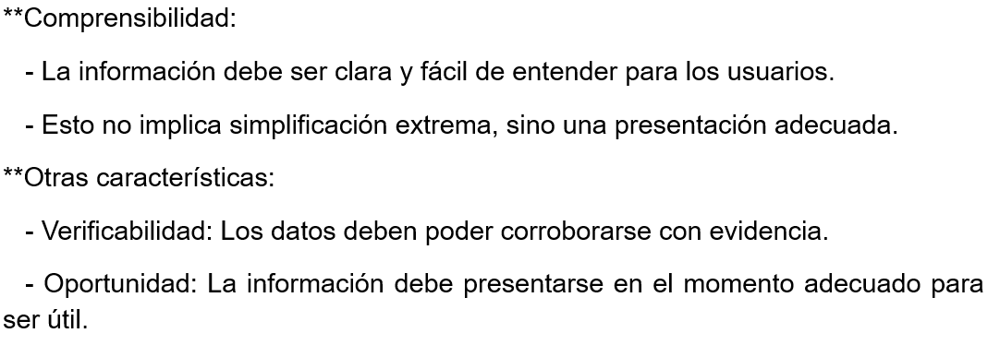 **Comprensibilidad:
- La información debe ser clara y fácil de entender para los usuarios.
- Esto no implica simplificación extrema, sino una presentación adecuada.
**Otras características:
- Verificabilidad: Los datos deben poder corroborarse con evidencia.
- Oportunidad: La información debe presentarse en el momento adecuado para
ser útil.